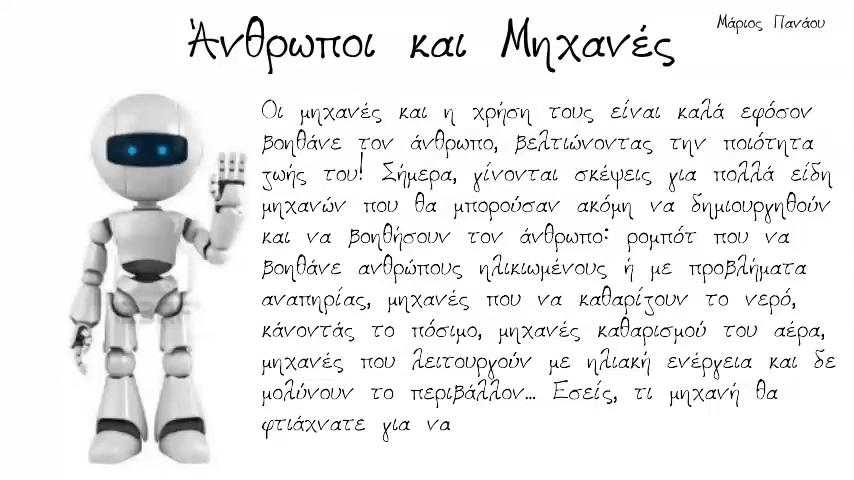 Άνθρωποι και Μηχανές
Μάριος Πανάου
Οι μηχανές και η χρήση τους είναι καλά εφόσον
βοηθάνε τον άνθρωπο, βελτιώνοντας την ποιότητα
ζωής του! Σήμερα, γίνονται σκέψεις για πολλά είδη
μηχανών που θα μπορούσαν ακόμη να δημιουργηθούν
και να βοηθήσουν τον άνθρωπο: ρομπότ που να
βοηθάνε ανθρώπους ηλικιωμένους ή με προβλήματα
αναπηρίας, μηχανές που να καθαρίζουν το νερό,
κάνοντάς το πόσιμο, μηχανές καθαρισμού του αέρα,
μηχανές που λειτουργούν με ηλιακή ενέργεια και δε
μολύνουν το περιβάλλον... Εσείς, τι μηχανή θα
φτιάχνατε για να